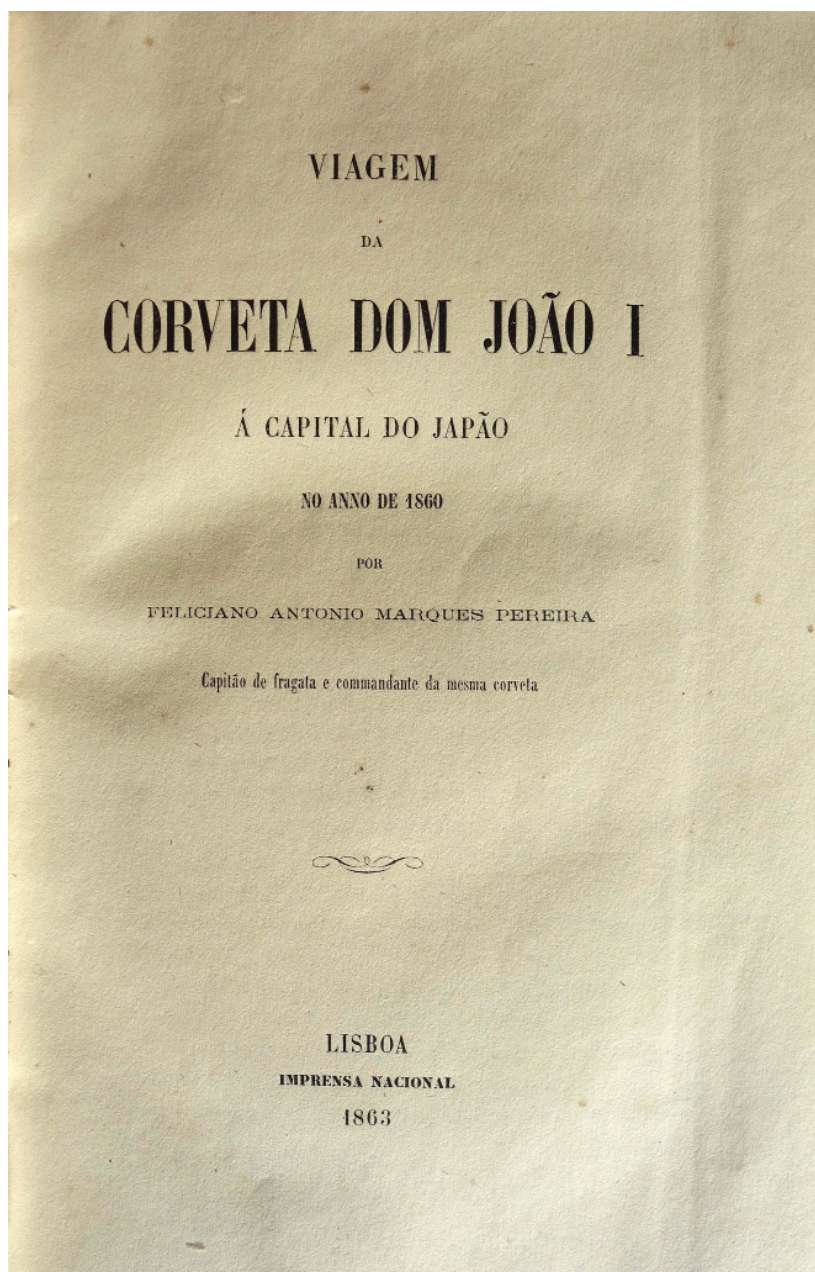 VIAGEM
DA
CORVETA DOM JOÃO I
Á CAPITAL DO JAPÃO
NO ANNO DE 1860
POR
FELICIANO ANTONIO MARQUES PEREIRA
Capitão de fragata e commandante da mesma corveta
LISBOA
IMPRENSA NACIONAL
1863